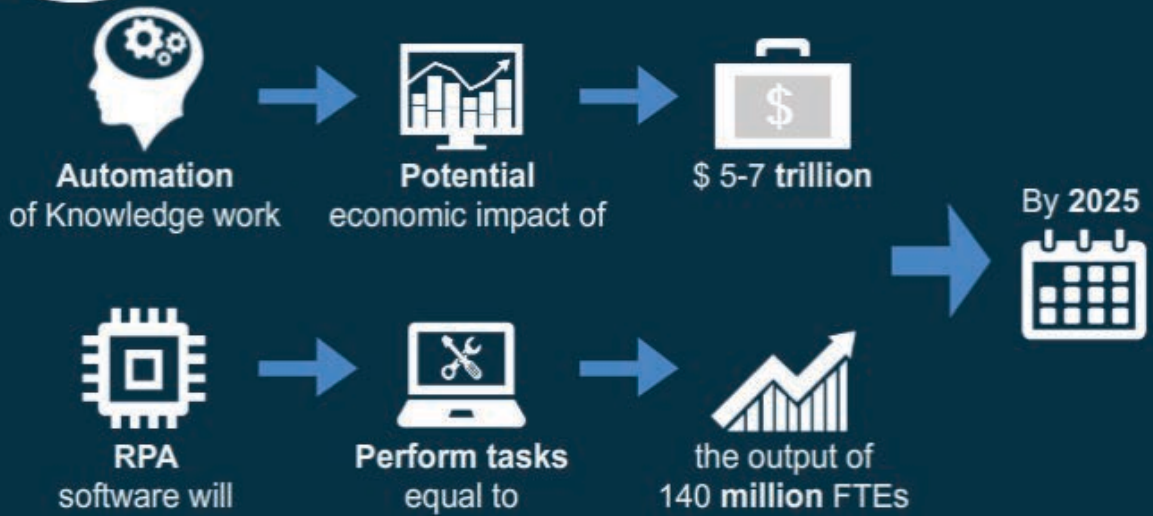 Automation
of Knowledge work
Potential
economic impact of
$
$ 5-7 trillion
By 2025
RPA
software will
Perform tasks
equal to
the output of
140 million FTEs